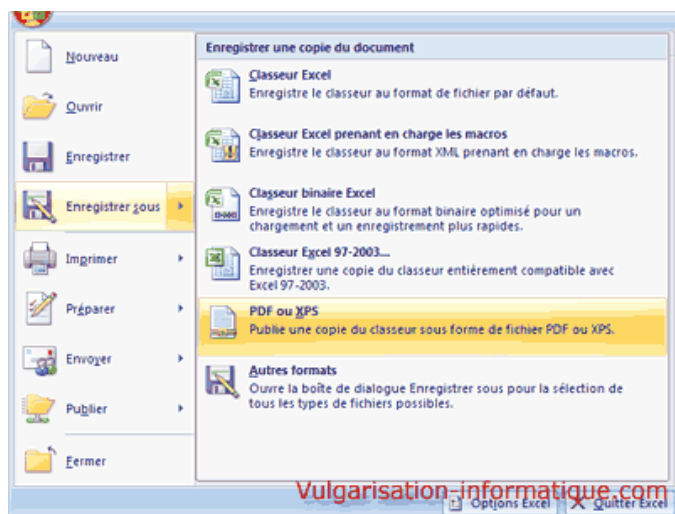 Nouveau
Ouvrir
Enregistrer
Enregistrer sous
Imprimer
Préparer
Envoyer
Publier
Fermer
Enregistrer une copie du document
Classeur Excel
Enregistre le classeur au format de fichier par défaut.
Classeur Excel prenant en charge les macros
Enregistre le classeur au format XML prenant en charge les macros.
Classeur binaire Excel
Enregistre le classeur au format binaire optimisé pour un
chargement et un enregistrement plus rapides.
Classeur Excel 97-2003...
Enregistrer une copie du classeur entièrement compatible avec
Excel 97-2003.
PDF ou XPS
Publie une copie du classeur sous forme de fichier PDF ou XPS.
Autres formats
Ouvre la boîte de dialogue Enregistrer sous pour la sélection de
tous les types de fichiers possibles.
Vulgarisation-informatique.com
Options Excel
Quitter Excel